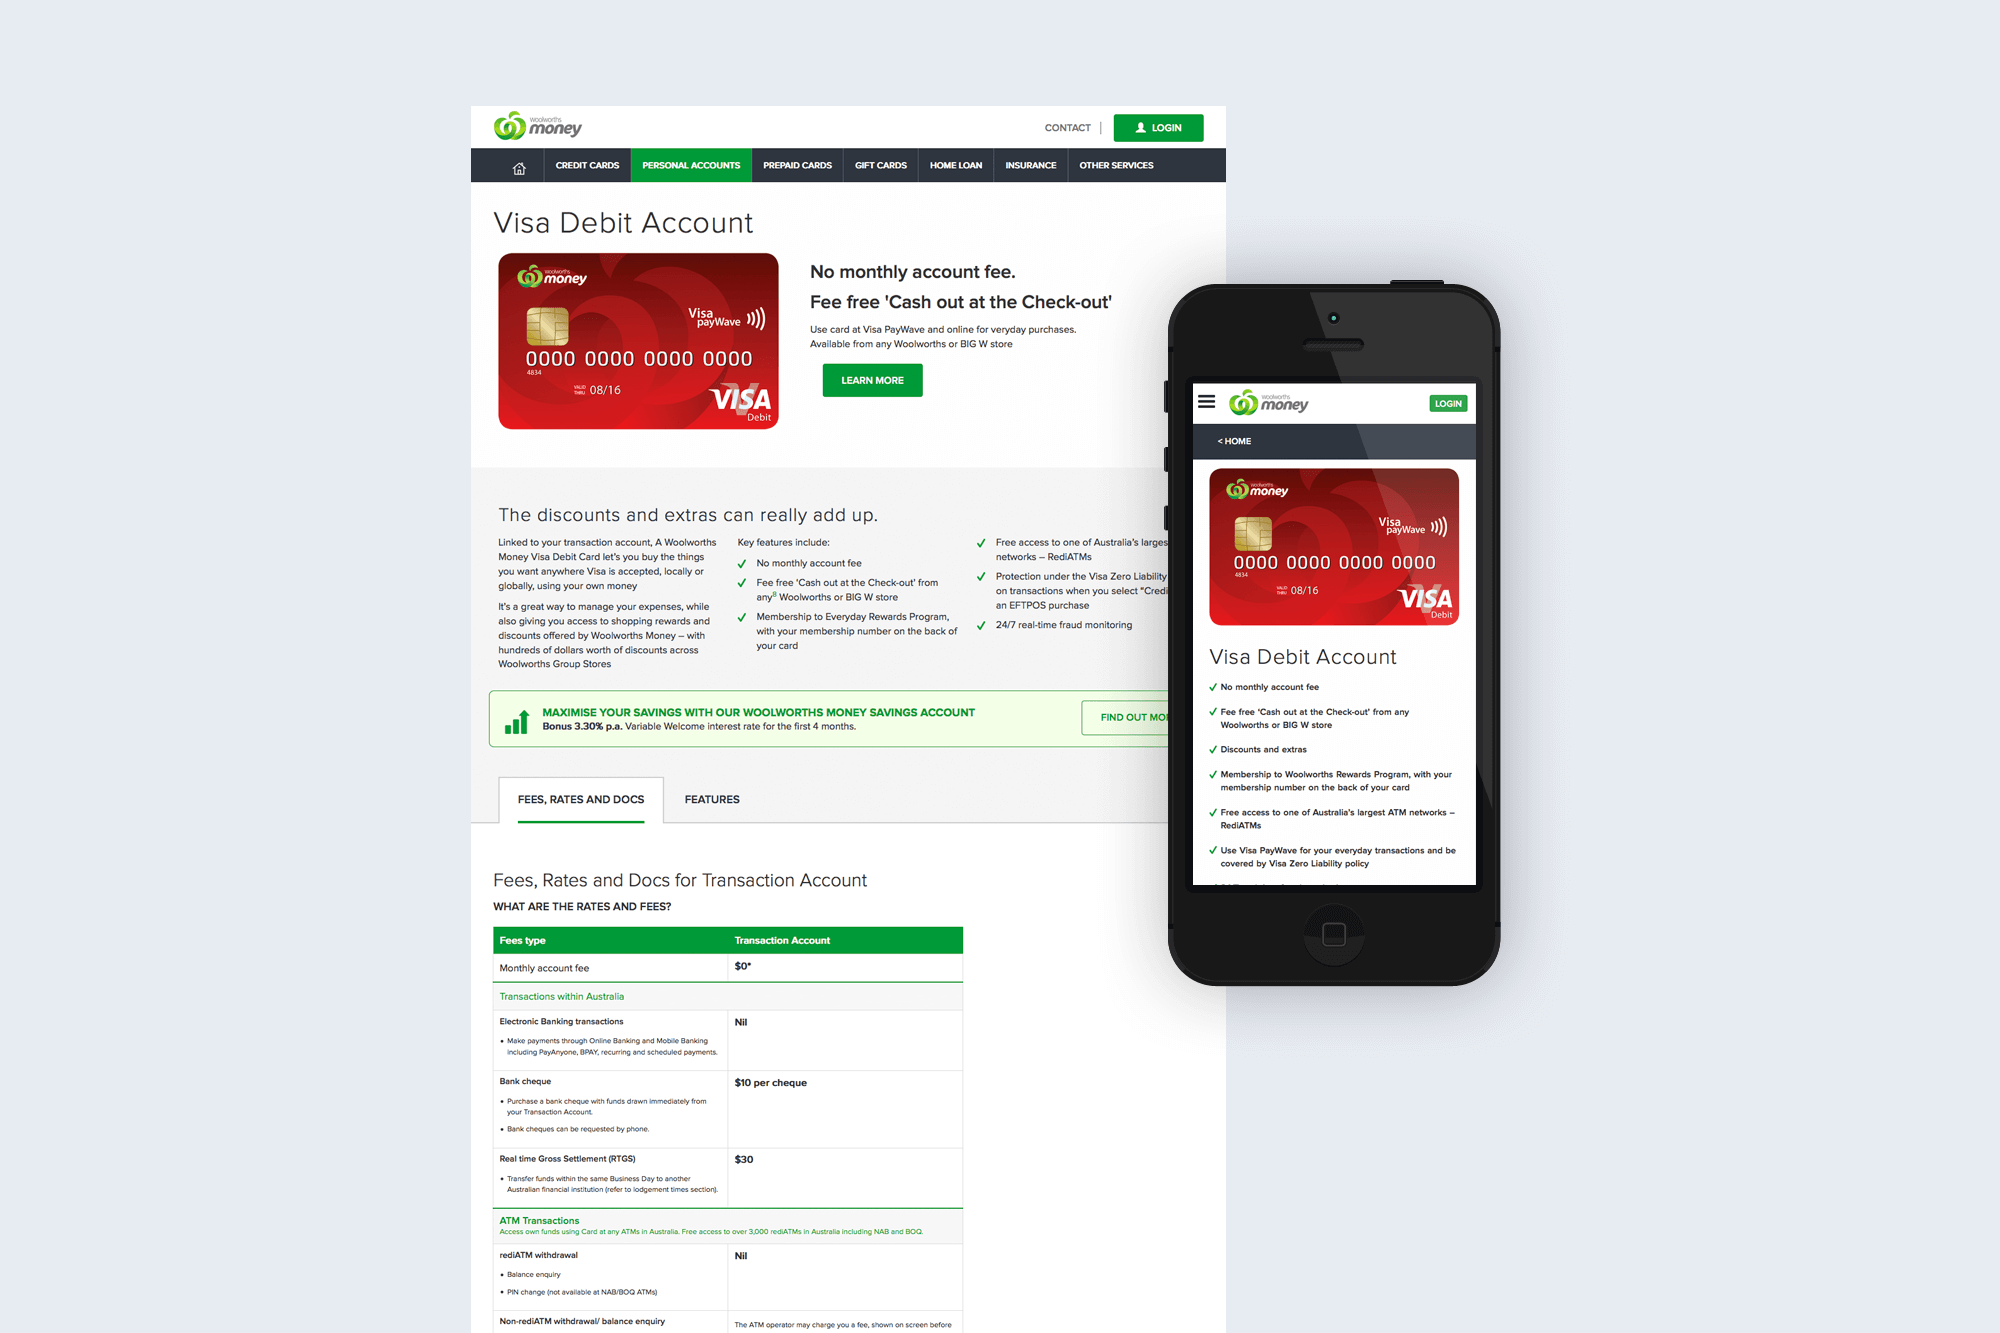 woolworths
money
CONTACT |
LOGIN
CREDIT CARDS
PERSONAL ACCOUNTS
PREPAID CARDS
GIFT CARDS
HOME LOAN
INSURANCE
OTHER SERVICES
Visa Debit Account
woolworths
money
Visa
payWave
0000 0000 0000 0000
4834
VALID
THRU 08/16
VISA
Debit
No monthly account fee.
Fee free 'Cash out at the Check-out'
Use card at Visa PayWave and online for veryday purchases.
Available from any Woolworths or BIG W store
LEARN MORE
The discounts and extras can really add up.
Linked to your transaction account, A Woolworths
Money Visa Debit Card let's you buy the things
you want anywhere Visa is accepted, locally or
globally, using your own money
It's a great way to manage your expenses, while
also giving you access to shopping rewards and
discounts offered by Woolworths Money – with
hundreds of dollars worth of discounts across
Woolworths Group Stores
Key features include:
No monthly account fee
Fee free 'Cash out at the Check-out' from
any8 Woolworths or BIG W store
Membership to Everyday Rewards Program,
with your membership number on the back of
your card
Free access to one of Australia's larges
networks – RediATMs
Protection under the Visa Zero Liability
on transactions when you select "Credi
an EFTPOS purchase
24/7 real-time fraud monitoring
MAXIMISE YOUR SAVINGS WITH OUR WOOLWORTHS MONEY SAVINGS ACCOUNT
Bonus 3.30% p.a. Variable Welcome interest rate for the first 4 months.
FIND OUT MO
FEES, RATES AND DOCS
FEATURES
Fees, Rates and Docs for Transaction Account
WHAT ARE THE RATES AND FEES?
Fees type
Transaction Account
Monthly account fee
$0*
Transactions within Australia
Electronic Banking transactions
Nil
• Make payments through Online Banking and Mobile Banking
including PayAnyone, BPAY, recurring and scheduled payments.
Bank cheque
$10 per cheque
• Purchase a bank cheque with funds drawn immediately from
your Transaction Account.
• Bank cheques can be requested by phone.
Real time Gross Settlement (RTGS)
$30
• Transfer funds within the same Business Day to another
Australian financial institution (refer to lodgement times section).
ATM Transactions
Access own funds using Card at any ATMs in Australia. Free access to over 3,000 rediATMs in Australia including NAB and BOQ.
rediATM withdrawal
Nil
• Balance enquiry
• PIN change (not available at NAB/BOQ ATMs)
Non-rediATM withdrawal/ balance enquiry
The ATM operator may charge you a fee, shown on screen before
woolworths
money
LOGIN
< HOME
woolworths
money
Visa
payWave
0000 0000 0000 0000
4834
VALID
THRU 08/16
VISA
Debit
Visa Debit Account
No monthly account fee
Fee free 'Cash out at the Check-out' from any
Woolworths or BIG W store
Discounts and extras
Membership to Woolworths Rewards Program, with your
membership number on the back of your card
Free access to one of Australia's largest ATM networks –
RediATMs
Use Visa PayWave for your everyday transactions and be
covered by Visa Zero Liability policy